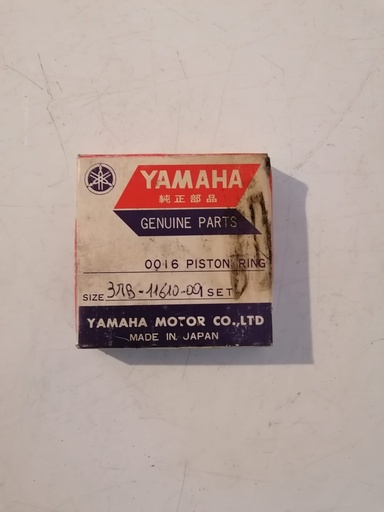 YAMAHA
純正部品
GENUINE PARTS
0016 PISTON RING
SIZE 3JB-11610-09 SET
YAMAHA MOTOR CO.,LTD
MADE IN JAPAN